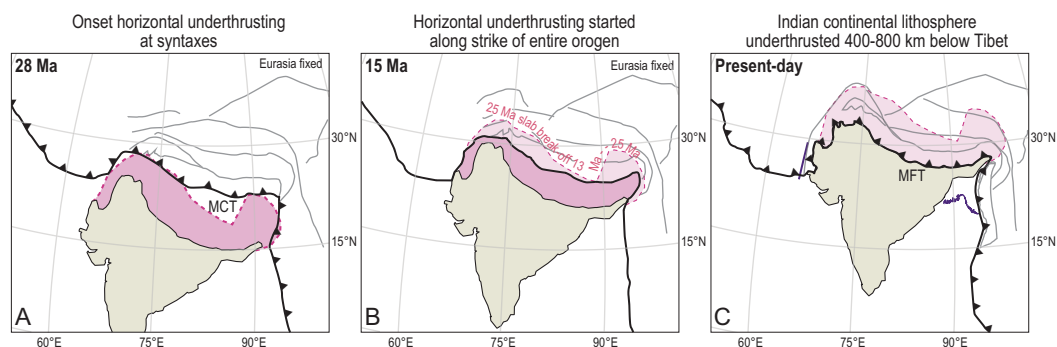 Onset horizontal underthrusting
at syntaxes
28 Ma
Eurasia fixed
MCT
30°N
15°N
A
60°E
75°E
90°E
Horizontal underthrusting started
along strike of entire orogen
15 Ma
Eurasia fixed
25 Ma slab break off 13 Ma
25 Ma
30°N
15°N
B
60°E
75°E
90°E
Indian continental lithosphere
underthrusted 400-800 km below Tibet
Present-day
MFT
30°N
15°N
C
60°E
75°E
90°E